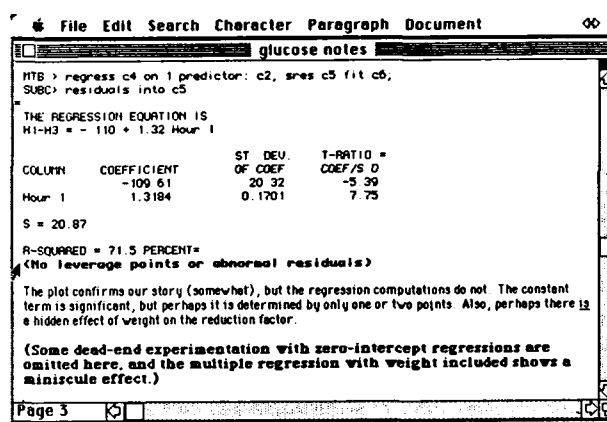 File Edit Search Character Paragraph Document
glucose notes
MTB > regress c4 on 1 predictor: c2, sres c5 fit c6;
SUBC> residuals into c5
THE REGRESSION EQUATION IS
H1-H3 = - 110 + 1.32 Hour 1
ST DEV. T-RATIO =
COLUMN COEFFICIENT OF COEF COEF/S D
-109 61 20 32 -5.39
Hour 1 1.3184 0.1701 7.75
S = 20.87
R-SQUARED = 71.5 PERCENT=
(No leverage points or abnormal residuals)
The plot confirms our story (somewhat), but the regression computations do not. The constant
term is significant, but perhaps it is determined by only one or two points. Also, perhaps there is
a hidden effect of weight on the reduction factor.
(Some dead-end experimentation with zero-intercept regressions are
omitted here, and the multiple regression with weight included shows a
miniscule effect.)
Page 3